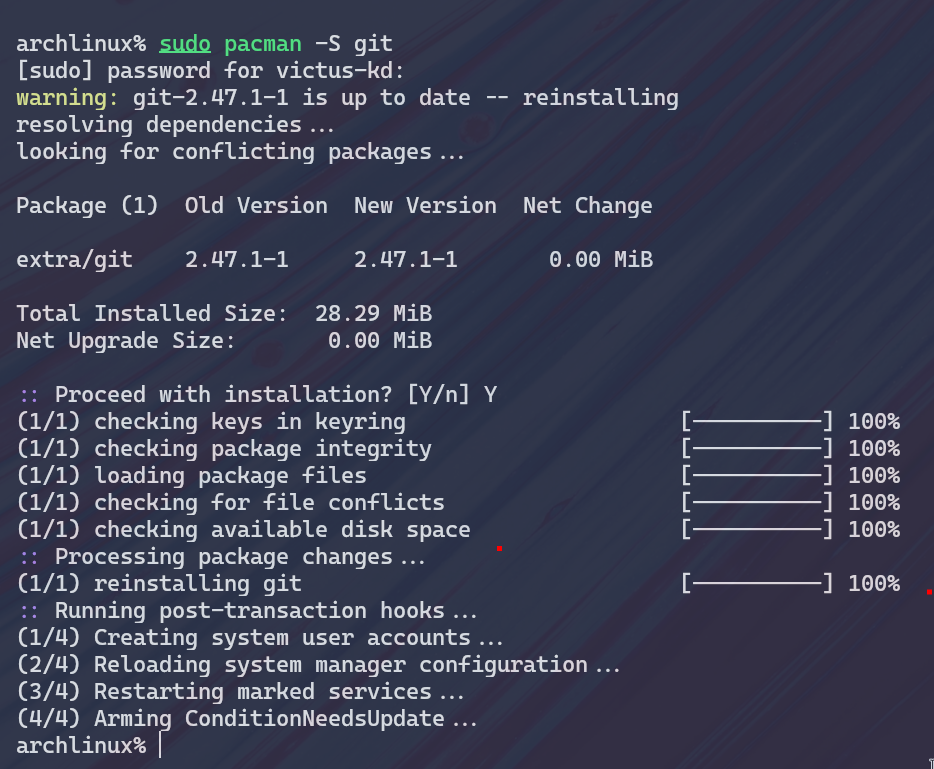 archlinux% sudo pacman -S git
[sudo] password for victus-kd:
warning: git-2.47.1-1 is up to date -- reinstalling
resolving dependencies...
looking for conflicting packages...
Package (1)  Old Version  New Version  Net Change
extra/git    2.47.1-1     2.47.1-1       0.00 MiB
Total Installed Size:  28.29 MiB
Net Upgrade Size:       0.00 MiB
:: Proceed with installation? [Y/n] Y
(1/1) checking keys in keyring                     [----------] 100%
(1/1) checking package integrity                   [----------] 100%
(1/1) loading package files                        [----------] 100%
(1/1) checking for file conflicts                  [----------] 100%
(1/1) checking available disk space                [----------] 100%
:: Processing package changes...
(1/1) reinstalling git                             [----------] 100%
:: Running post-transaction hooks...
(1/4) Creating system user accounts...
(2/4) Reloading system manager configuration...
(3/4) Restarting marked services...
(4/4) Arming ConditionNeedsUpdate...
archlinux%